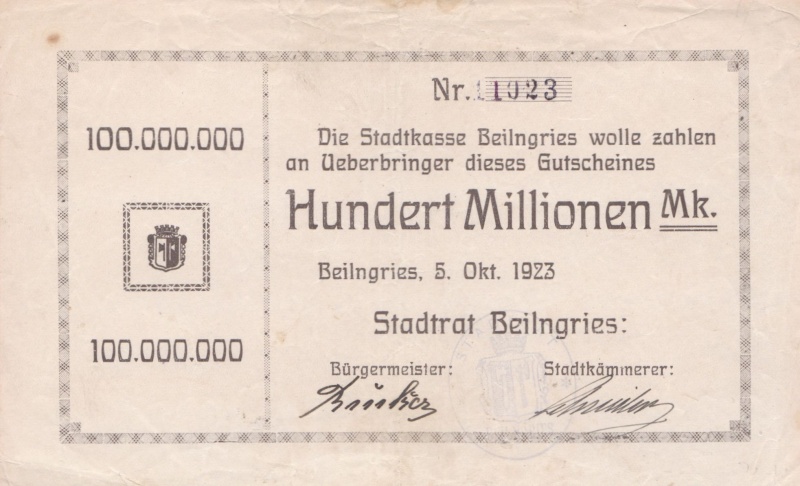 Nr. 11023
100.000.000
Die Stadtkasse Beilngries wolle zahlen
an Ueberbringer dieses Gutscheines
Hundert Millionen Mk.
Beilngries, 5. Okt. 1923
Stadtrat Beilngries:
100.000.000
Bürgermeister: Stadtkämmerer: